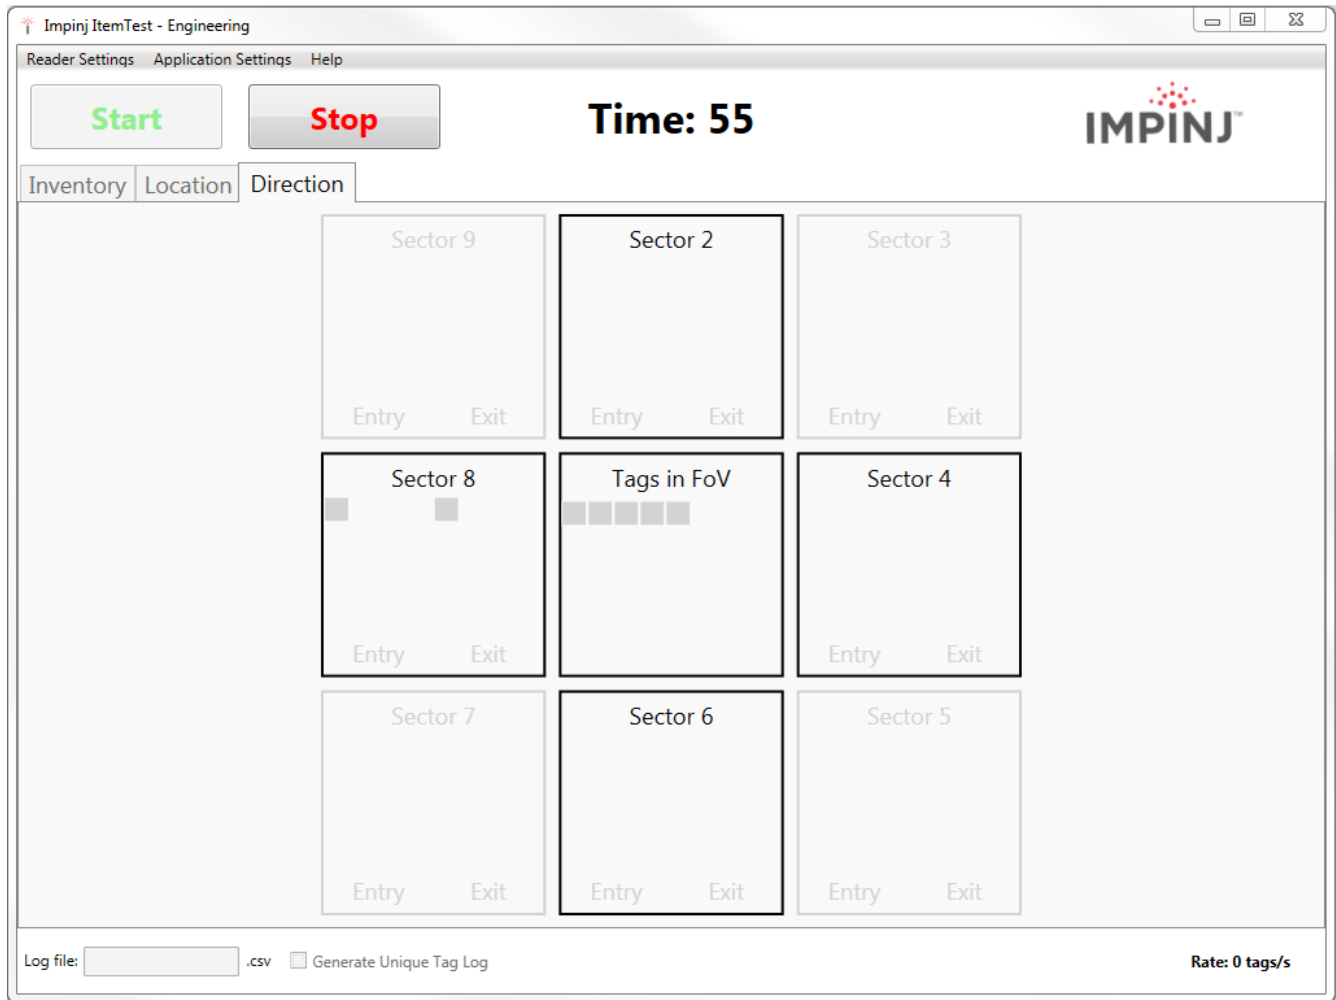 Impinj ItemTest - Engineering
Reader Settings Application Settings Help
Start Stop Time: 55 IMPINJ™
Inventory Location Direction
Sector 9 Sector 2 Sector 3
Entry Exit Entry Exit Entry Exit
Sector 8 Tags in FoV Sector 4
Entry Exit Entry Exit
Sector 7 Sector 6 Sector 5
Entry Exit Entry Exit Entry Exit
Log file: .csv Generate Unique Tag Log Rate: 0 tags/s